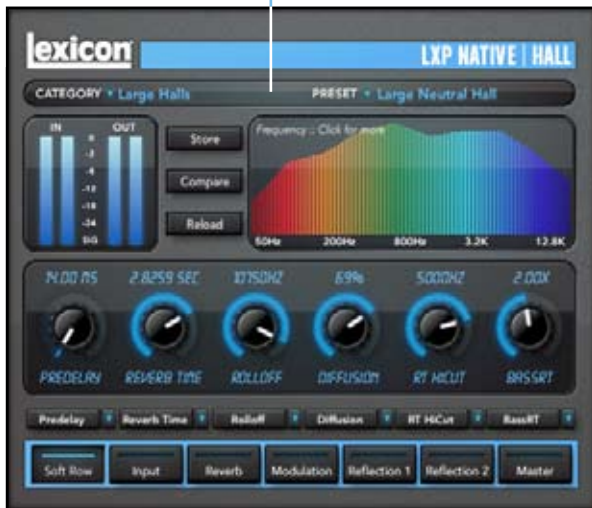 lexicon
LXP NATIVE | HALL
CATEGORY Large Halls PRESET Large Neutral Hall
IN OUT
0
-3
-6
-12
-18
-24
SIG
Store
Compare
Reload
Frequency :: Click for more
50Hz 200Hz 800Hz 3.2K 12.8K
14.00 MS 2.8259 SEC 10750HZ 69% 5000HZ 2.00X
PREDELAY REVERB TIME ROLLOFF DIFFUSION RT HICUT BASSRT
Predelay Reverb Time Rolloff Diffusion RT HiCut BassRT
Soft Row Input Reverb Modulation Reflection 1 Reflection 2 Master